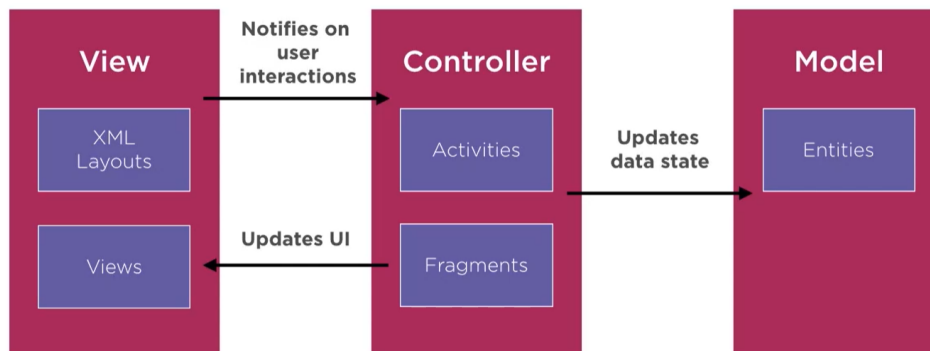 View
XML
Layouts
Views
Notifies on
user
interactions
Updates UI
Controller
Activities
Fragments
Updates
data state
Model
Entities